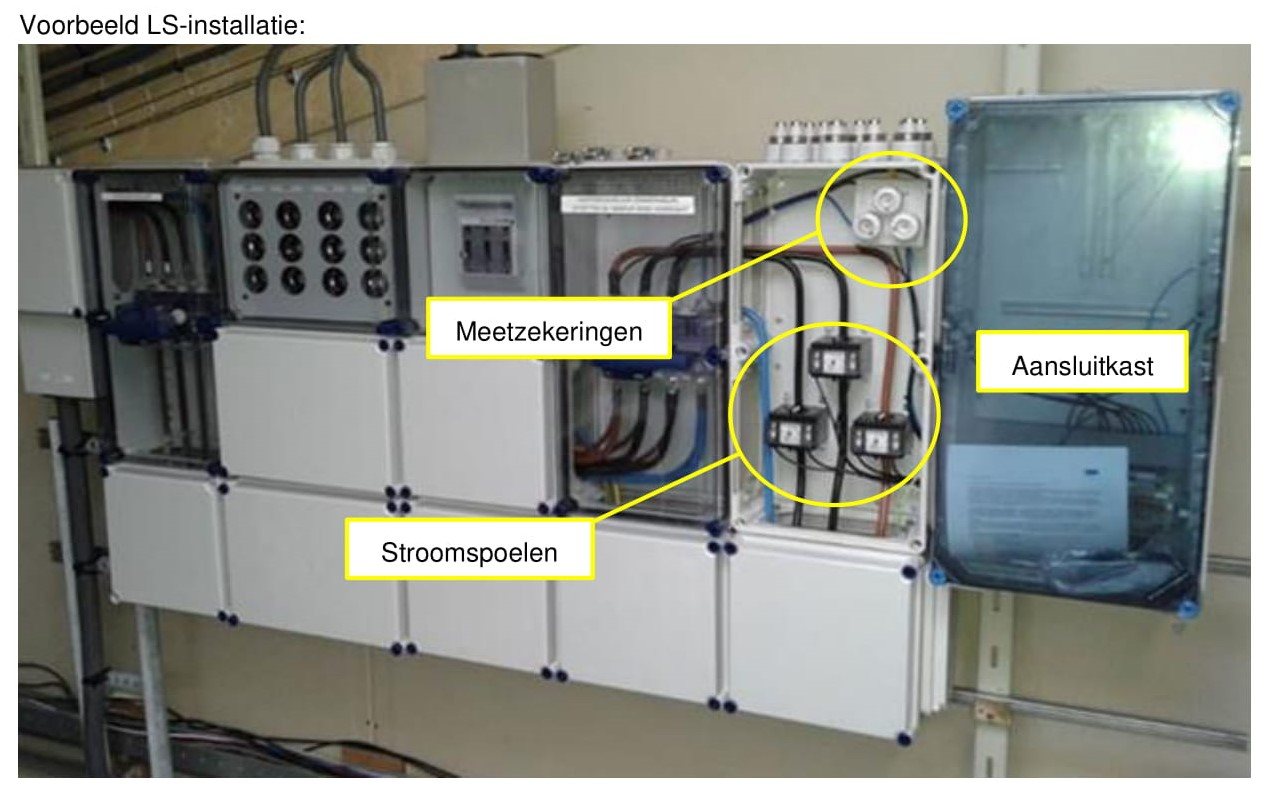 Voorbeeld LS-installatie:
Meetzekeringen
Aansluitkast
Stroomspoelen